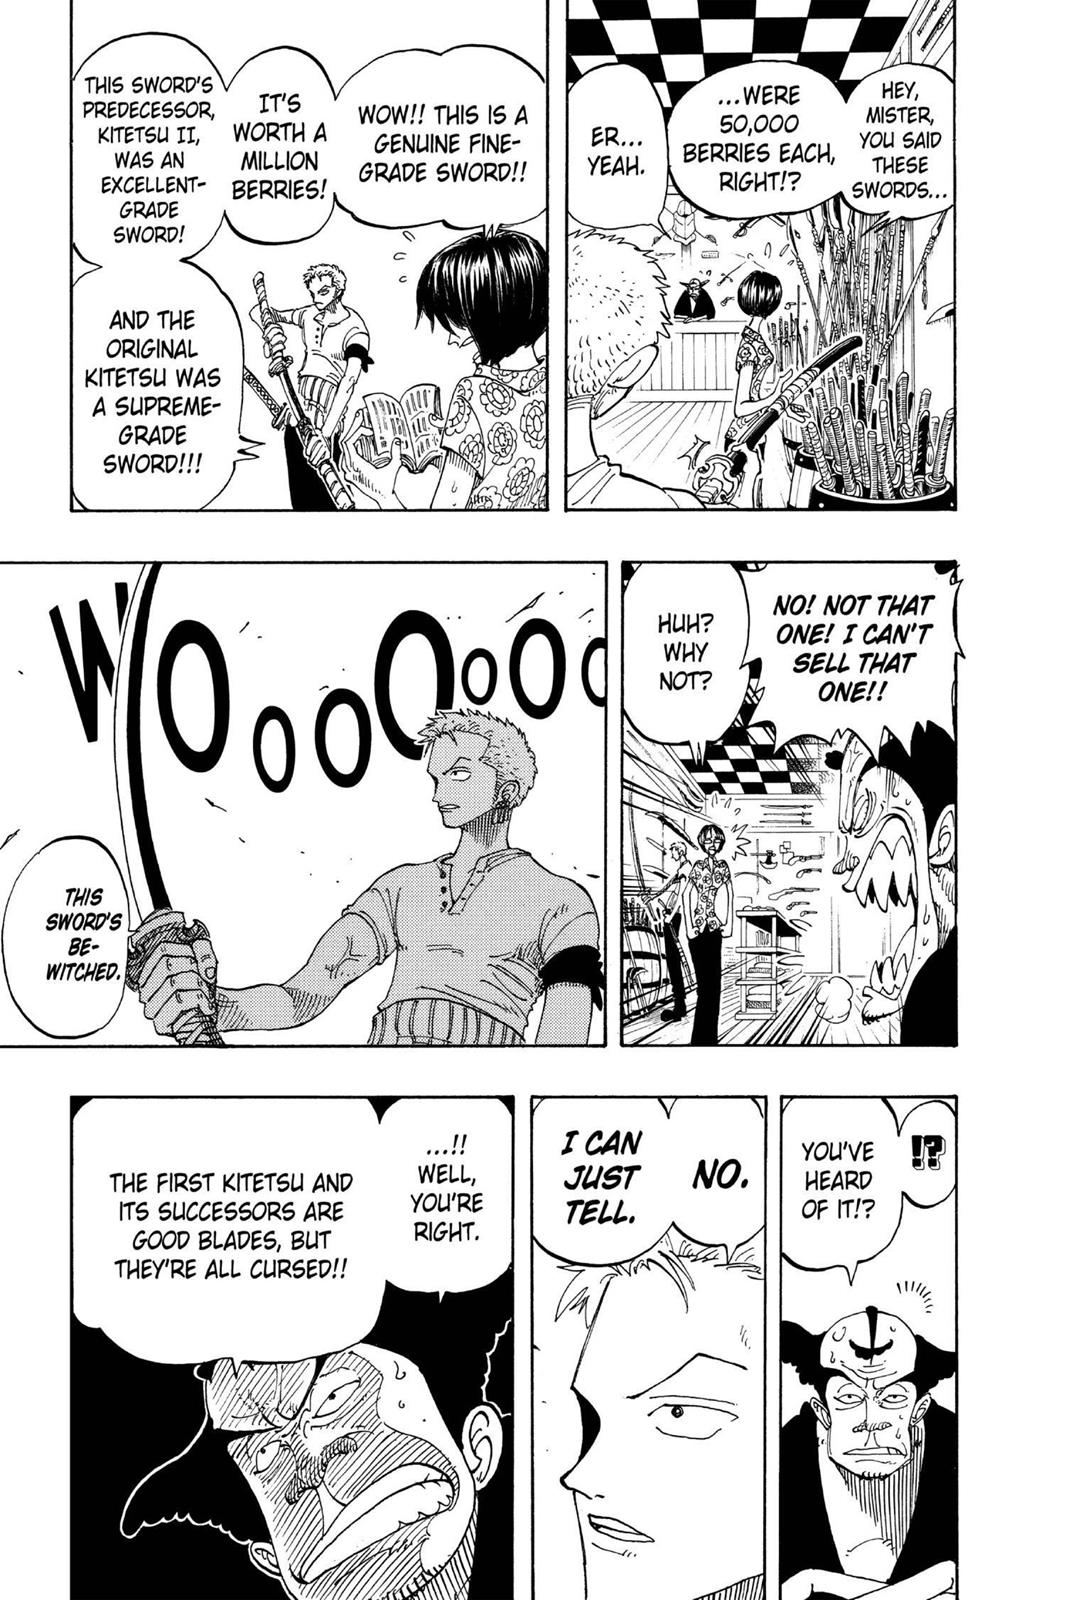 HEY,
MISTER,
YOU SAID
THESE
SWORDS...
...WERE
50,000
BERRIES EACH,
RIGHT!?
ER...
YEAH.
WOW!! THIS IS A
GENUINE FINE-
GRADE SWORD!!
IT'S
WORTH A
MILLION
BERRIES!
THIS SWORD'S
PREDECESSOR,
KITETSU II,
WAS AN
EXCELLENT-
GRADE
SWORD!
AND THE
ORIGINAL
KITETSU WAS
A SUPREME-
GRADE
SWORD!!!
NO! NOT THAT
ONE! I CAN'T
SELL THAT
ONE!!
HUH?
WHY
NOT?
WOOOOOOO
THIS
SWORD'S
BE-
WITCHED.
!?
YOU'VE
HEARD
OF IT!?
NO.
I CAN
JUST
TELL.
...!!
WELL,
YOU'RE
RIGHT.
THE FIRST KITETSU AND
ITS SUCCESSORS ARE
GOOD BLADES, BUT
THEY'RE ALL CURSED!!